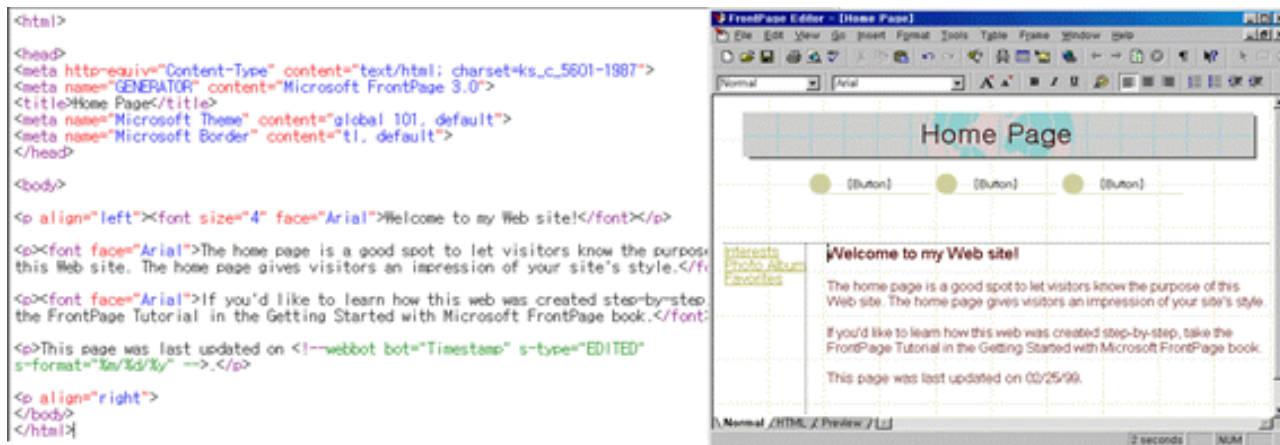 <html>
<head>
<meta http-equiv="Content-Type" content="text/html; charset=ks_c_5601-1987">
<meta name="GENERATOR" content="Microsoft FrontPage 3.0">
<title>Home Page</title>
<meta name="Microsoft Theme" content="global 101, default">
<meta name="Microsoft Border" content="tl, default">
</head>
<body>
<p align="left"><font size="4" face="Arial">Welcome to my Web site!</font></p>
<p><font face="Arial">The home page is a good spot to let visitors know the purpose
this Web site. The home page gives visitors an impression of your site's style.</f
<p><font face="Arial">If you'd like to learn how this web was created step-by-step
the FrontPage Tutorial in the Getting Started with Microsoft FrontPage book.</font
<p>This page was last updated on <!--webbot bot="Timestamp" s-type="EDITED"
s-format="%m/%d/%y" -->.</p>
<p align="right">
</body>
</html>
FrontPage Editor - [Home Page]
File Edit View Go Insert Format Tools Table Frame Window Help
Normal Arial
Home Page
[Button] [Button] [Button]
Interests
Photo Album
Favorites
Welcome to my Web site!
The home page is a good spot to let visitors know the purpose of this
Web site. The home page gives visitors an impression of your site's style.
If you'd like to learn how this web was created step-by-step, take the
FrontPage Tutorial in the Getting Started with Microsoft FrontPage book.
This page was last updated on 02/25/99.
Normal HTML Preview
2 seconds NUM